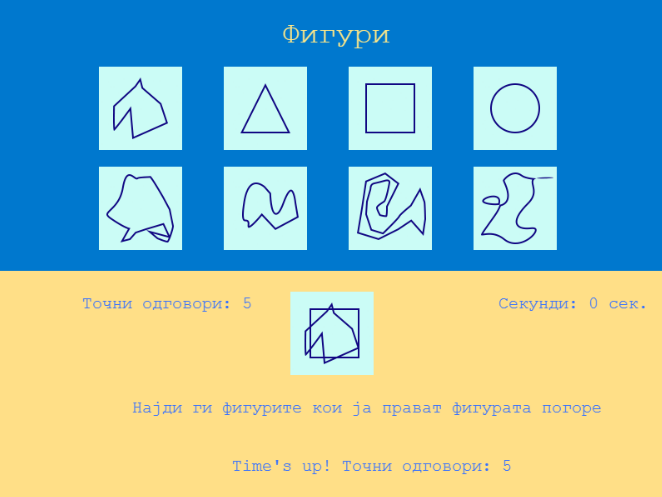 Фигури
Точни одговори: 5
Секунди: 0 сек.
Најди ги фигурите кои ја прават фигурата погоре
Time's up! Точни одговори: 5